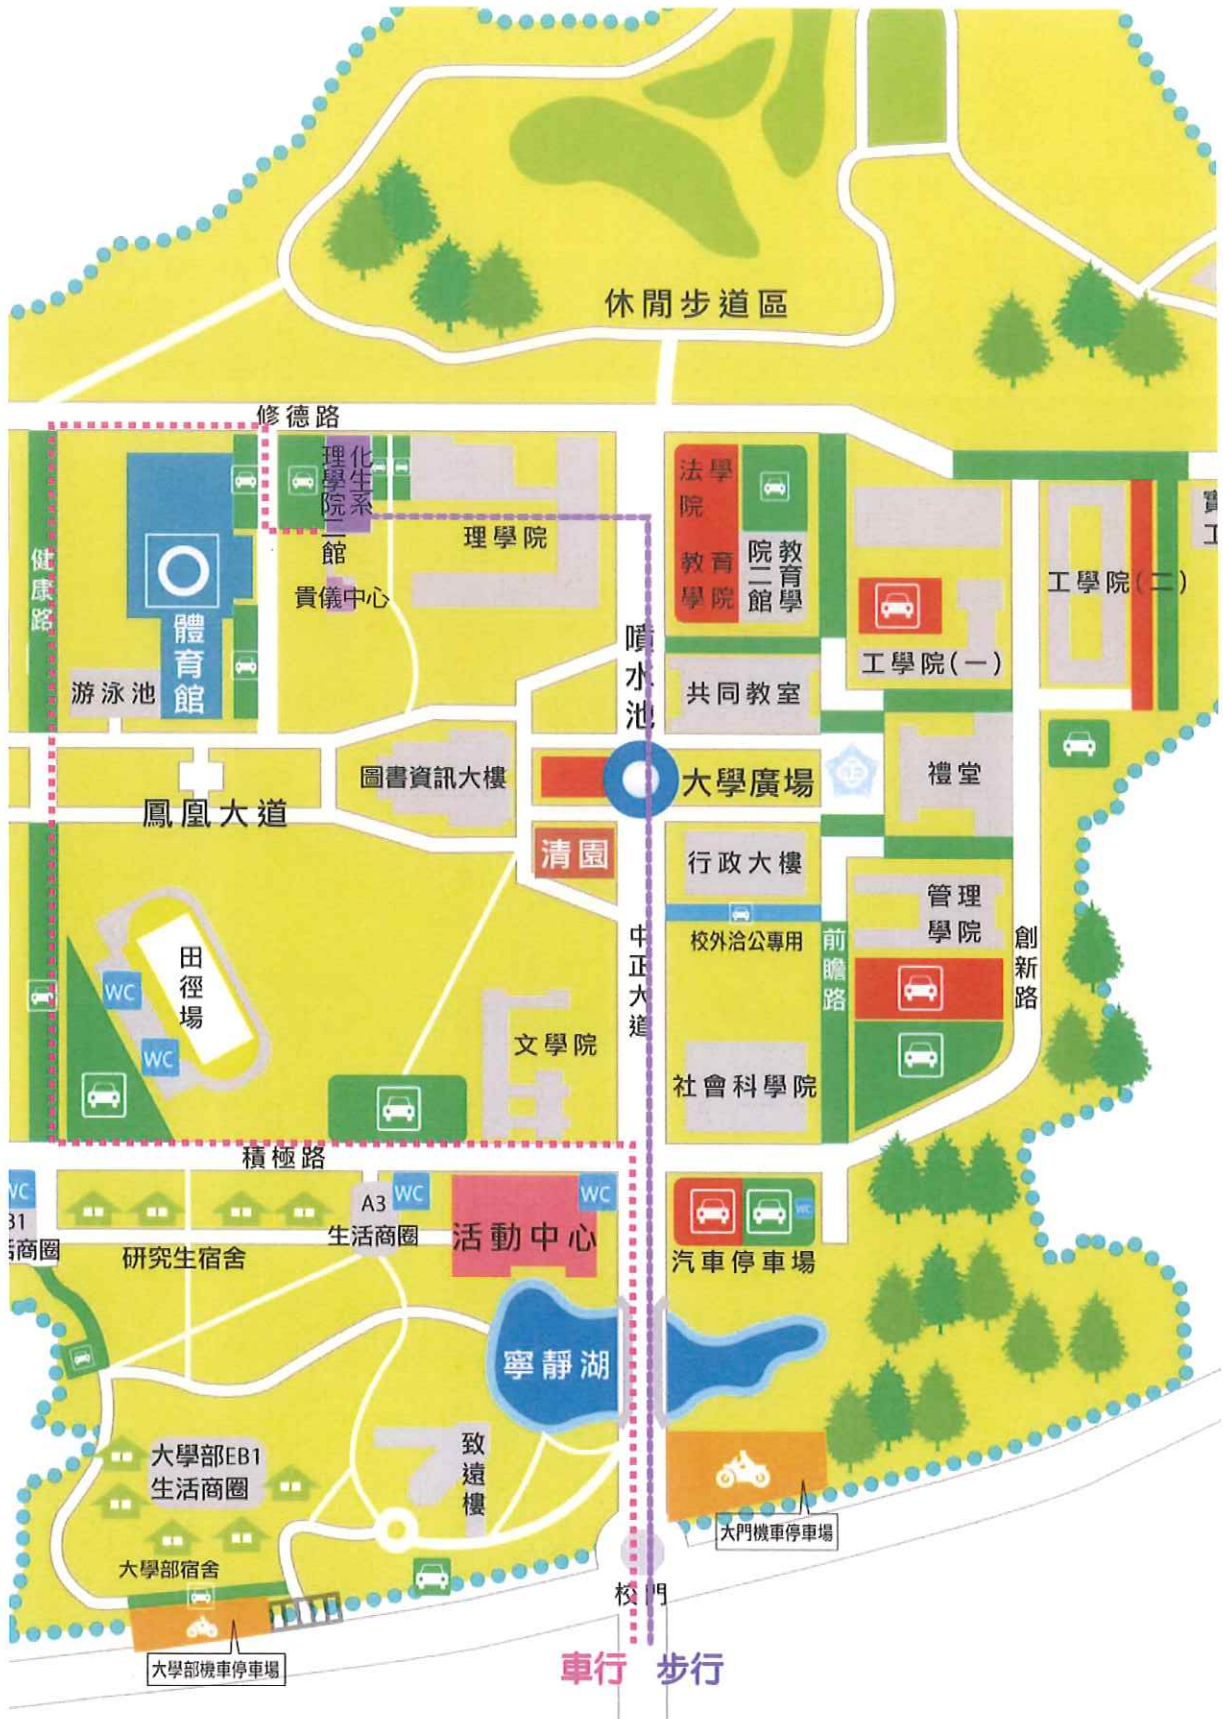 休閒步道區
修德路
化生系
理學院二館
理學院
貴儀中心
法學院
教育學院
教育學院二館
工學院(一)
工學院(二)
健康路
體育館
游泳池
噴水池
共同教室
圖書資訊大樓
大學廣場
正
禮堂
鳳凰大道
清園
行政大樓
校外洽公專用
管理學院
前瞻路
創新路
中正大道
田徑場
WC
WC
文學院
社會科學院
積極路
WC
A3
WC
生活商圈
活動中心
WC
WC
汽車停車場
研究生宿舍
寧靜湖
大學部EB1
生活商圈
致遠樓
大學部宿舍
大門機車停車場
校門
大學部機車停車場
車行
步行